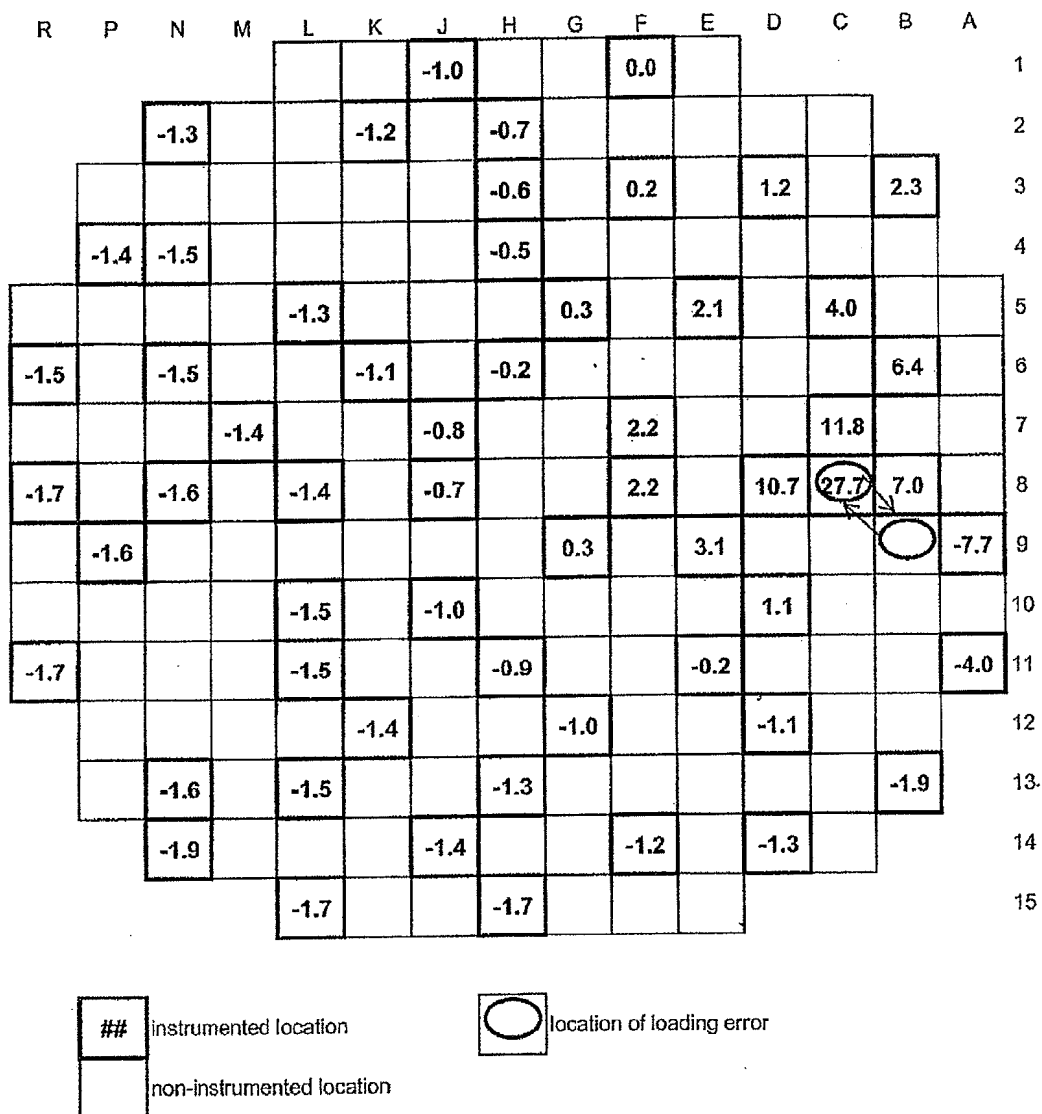 R P N M L K J H G F E D C B A
-1.0 0.0 1
-1.3 -1.2 -0.7 2
-0.6 0.2 1.2 2.3 3
-1.4 -1.5 -0.5 4
-1.3 0.3 2.1 4.0 5
-1.5 -1.5 -1.1 -0.2 6.4 6
-1.4 -0.8 2.2 11.8 7
-1.7 -1.6 -1.4 -0.7 2.2 10.7 27.7 7.0 8
-1.6 0.3 3.1 -7.7 9
-1.5 -1.0 1.1 10
-1.7 -1.5 -0.9 -0.2 -4.0 11
-1.4 -1.0 -1.1 12
-1.6 -1.5 -1.3 -1.9 13
-1.9 -1.4 -1.2 -1.3 14
-1.7 -1.7 15
## instrumented location
location of loading error
non-instrumented location